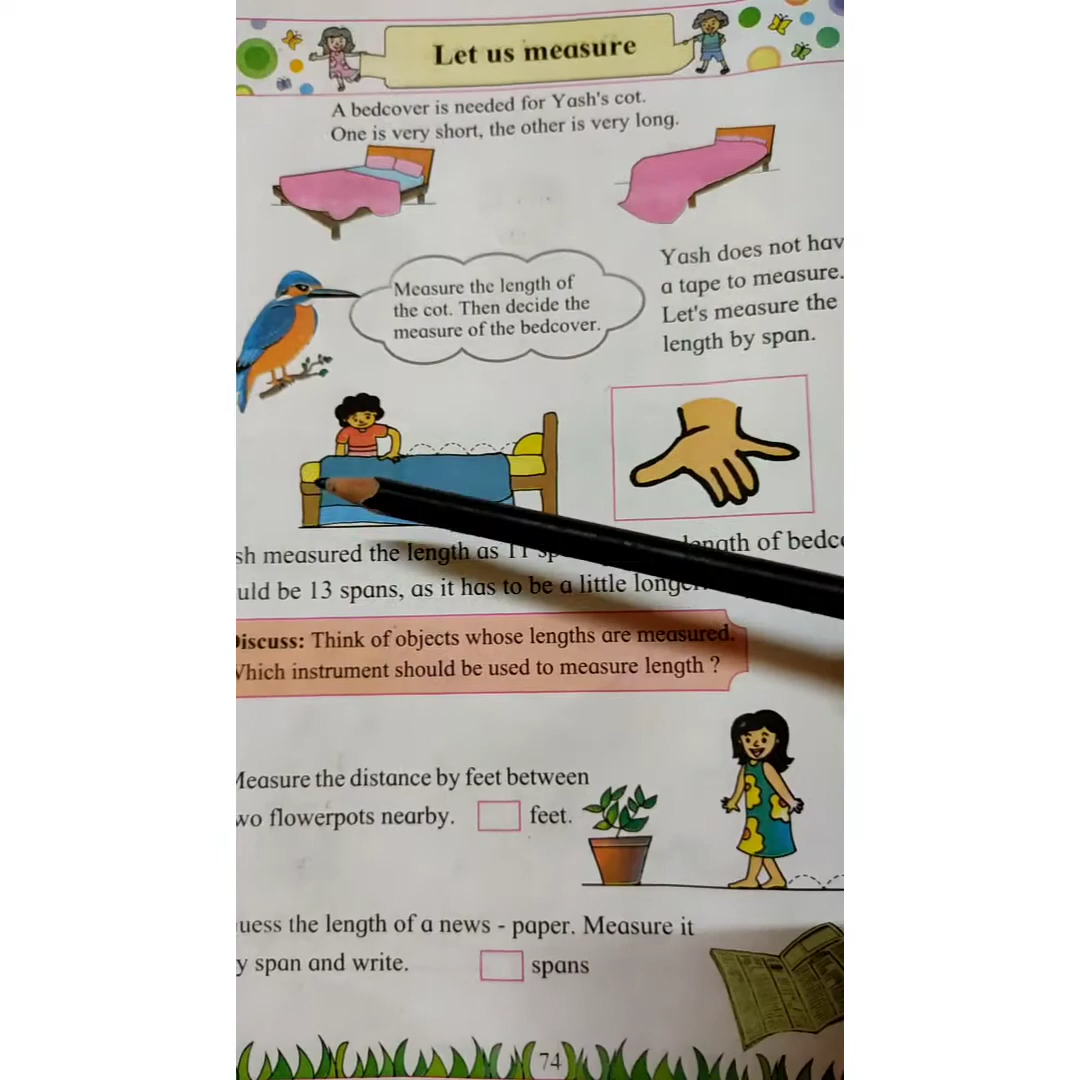 Let us measure
A bedcover is needed for Yash's cot.
One is very short, the other is very long.
Measure the length of
the cot. Then decide the
measure of the bedcover.
Yash does not hav
a tape to measure.
Let's measure the
length by span.
sh measured the length as 11 sp length of bedc
uld be 13 spans, as it has to be a little longer
iscuss: Think of objects whose lengths are measured.
Which instrument should be used to measure length ?
Measure the distance by feet between
wo flowerpots nearby. feet.
uess the length of a news - paper. Measure it
y span and write. spans
74